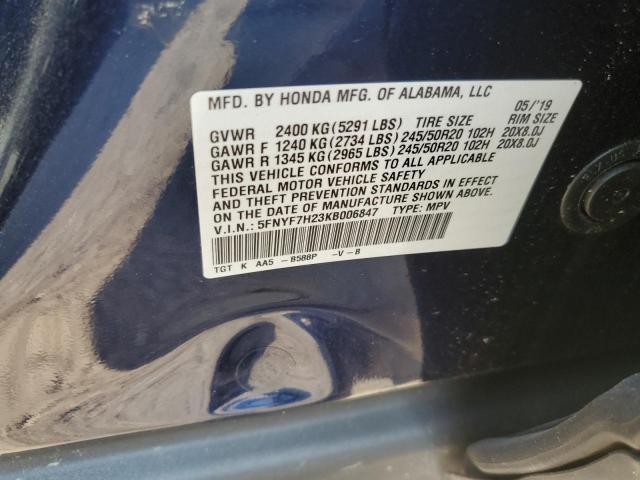 MFD. BY HONDA MFG. OF ALABAMA, LLC 05/'19
GVWR 2400 KG(5291 LBS) TIRE SIZE RIM SIZE
GAWR F 1240 KG(2734 LBS)245/50R20 102H 20X8.0J
GAWR R 1345 KG(2965 LBS)245/50R20 102H 20X8.0J
THIS VEHICLE CONFORMS TO ALL APPLICABLE
FEDERAL MOTOR VEHICLE SAFETY
AND THEFT PREVENTION STANDARDS IN EFFECT
ON THE DATE OF MANUFACTURE SHOWN ABOVE.
V.I.N.: 5FNYF7H23KB006847 TYPE: MPV
TGT K AA5 -B588P -V-B